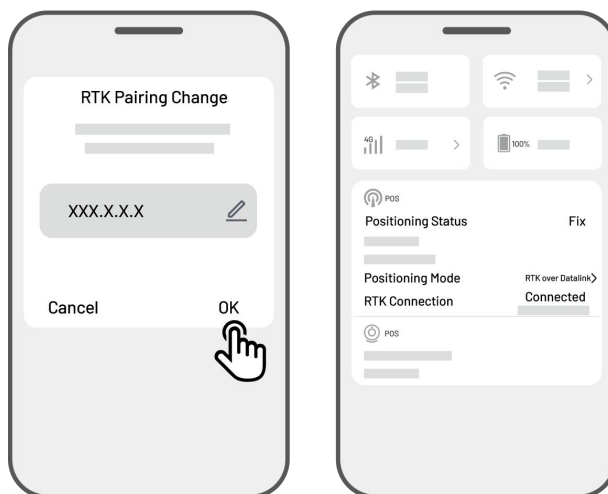 RTK Pairing Change
XXX.X.X.X
Cancel OK
4G
100%
POS
Positioning Status Fix
Positioning Mode RTK over Datalink
RTK Connection Connected
POS